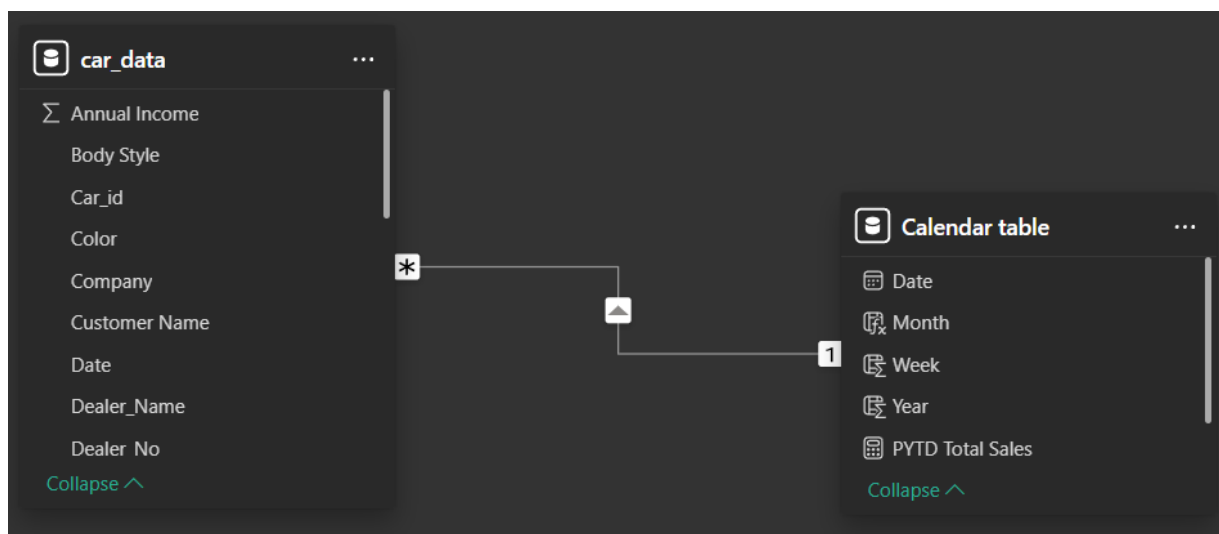 car_data
Σ Annual Income
Body Style
Car_id
Color
Company
Customer Name
Date
Dealer_Name
Dealer_No
Collapse
*
1
Calendar table
Date
Month
Week
Year
PYTD Total Sales
Collapse